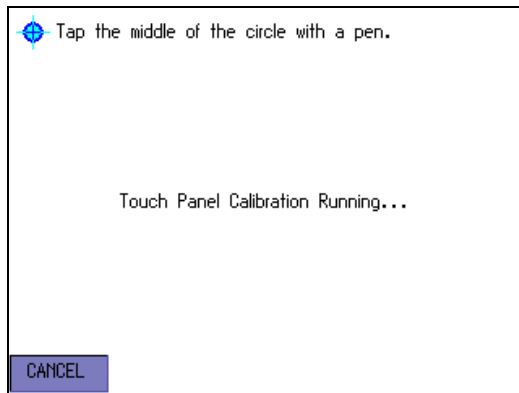 Tap the middle of the circle with a pen.
Touch Panel Calibration Running...
CANCEL